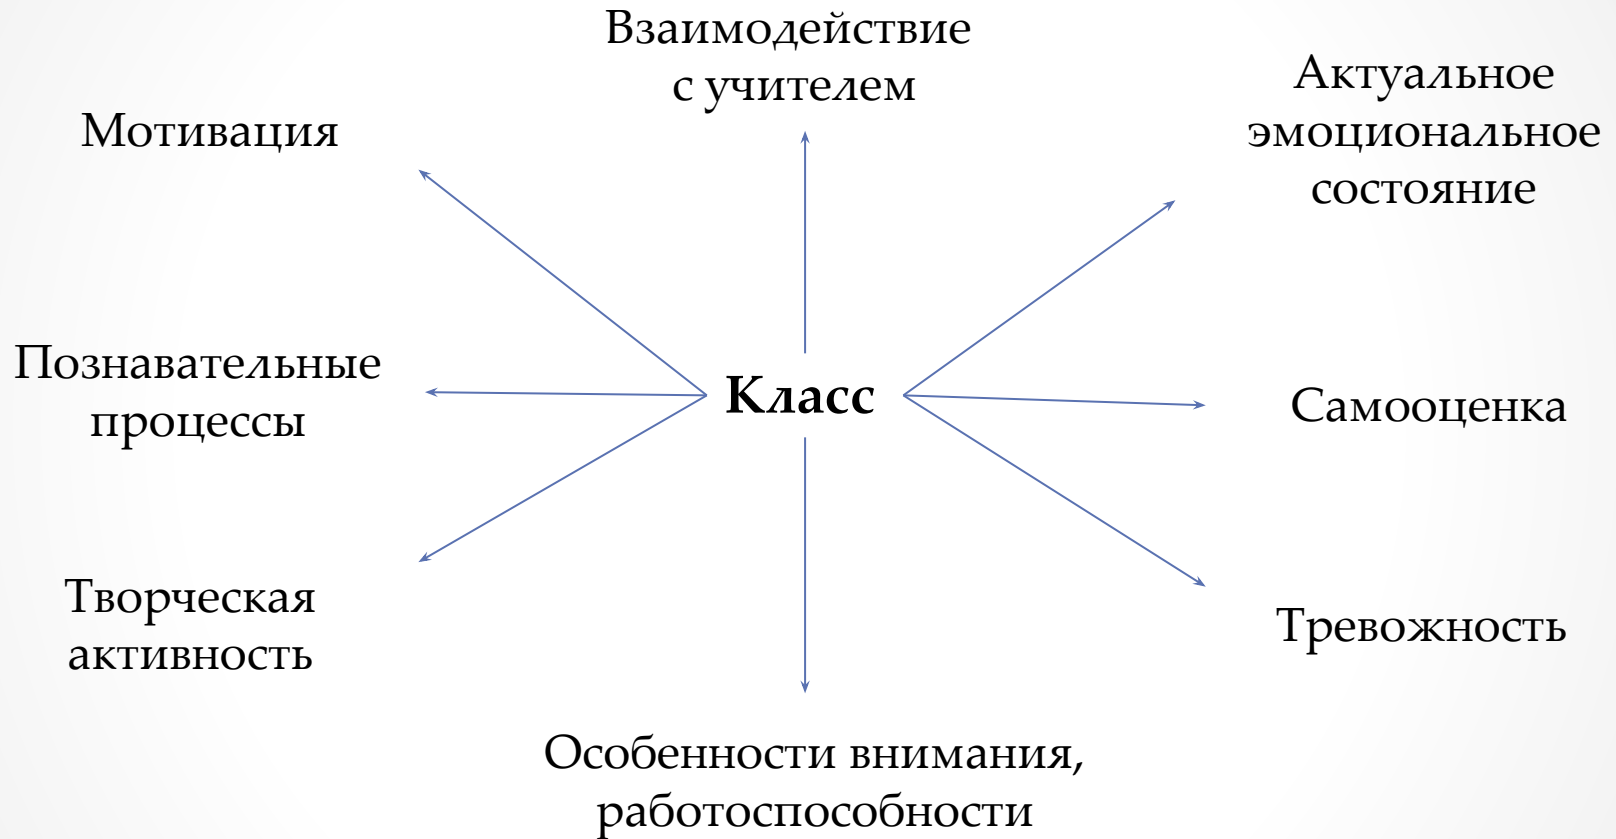 Взаимодействие
с учителем
Актуальное
эмоциональное
состояние
Мотивация
Познавательные
процессы
Класс
Самооценка
Творческая
активность
Тревожность
Особенности внимания,
работоспособности